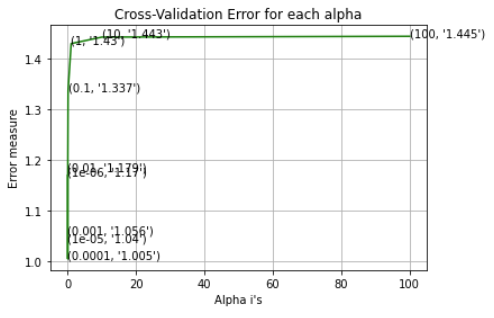 Cross-Validation Error for each alpha
(10, '1.443')
(100, '1.445')
(1, '1.43')
1.4
(0.1, '1.337')
1.3
Error measure
1.2
(0.01, '1.179')
(1e-06, '1.17')
1.1
(0.001, '1.056')
(1e-05, '1.04')
(0.0001, '1.005')
1.0
0 20 40 60 80 100
Alpha i's